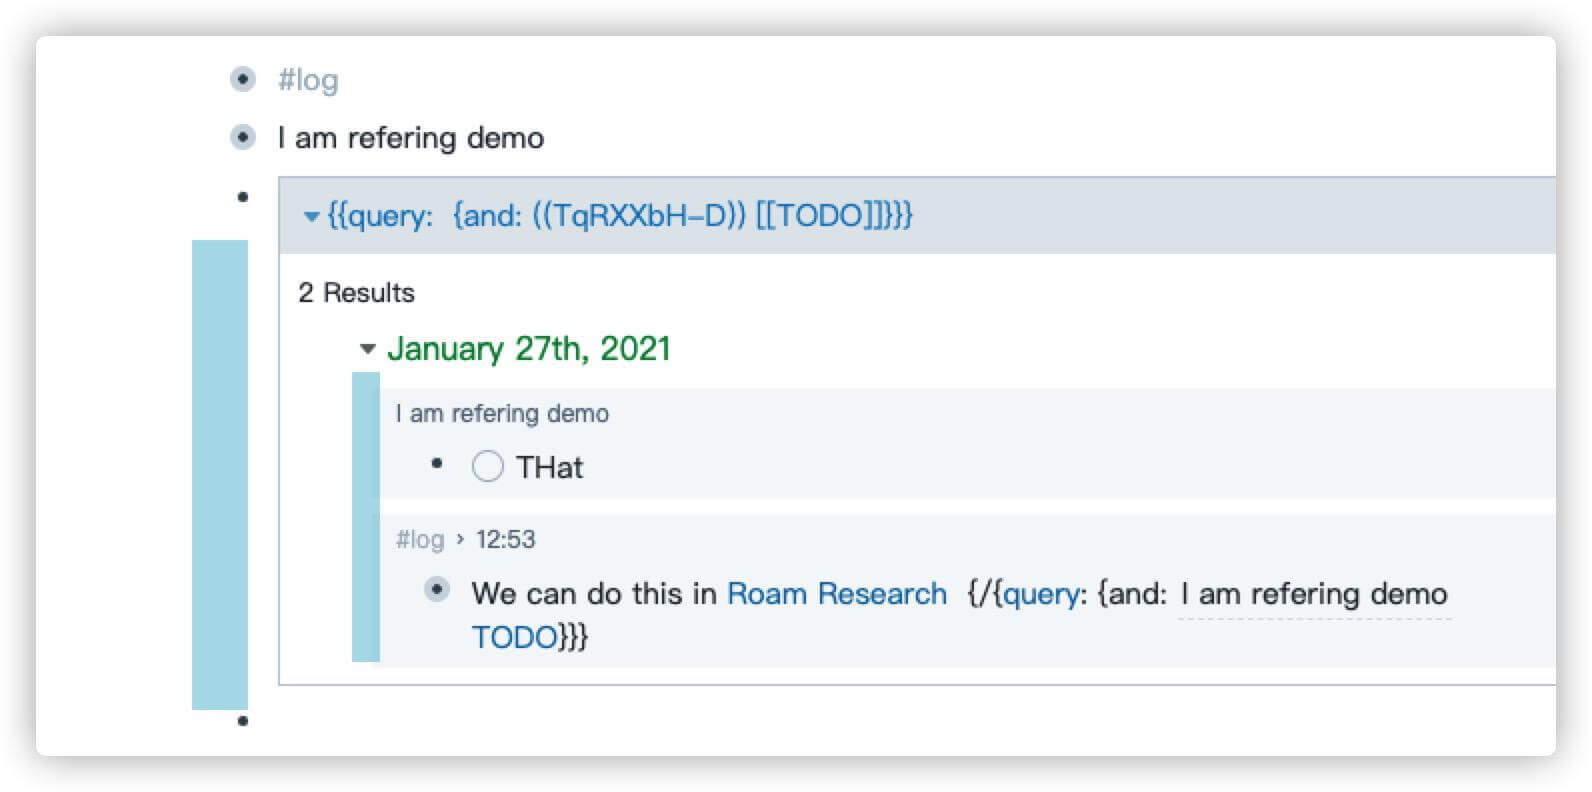 #log
I am refering demo
{{query: {and: ((TqRXXbH-D)) [[TODO]]}}}
2 Results
January 27th, 2021
I am refering demo
THat
#log › 12:53
We can do this in Roam Research {/{query: {and: I am refering demo
TODO}}}